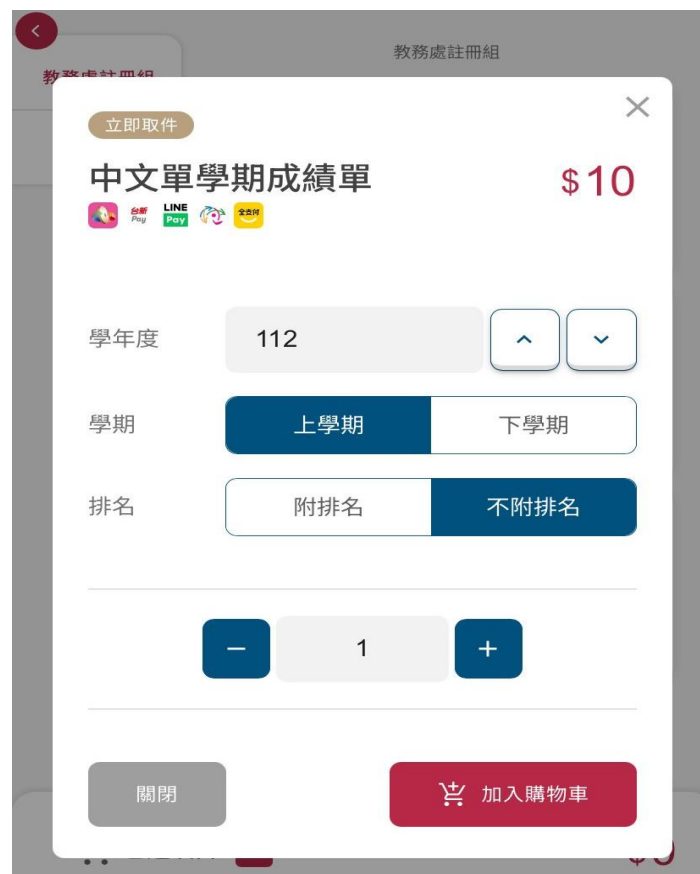 教務處註冊組
教務處註冊組
立即取件
中文單學期成績單
$10
台新 Pay
LINE Pay
全支付
學年度
112
學期
上學期
下學期
排名
附排名
不附排名
1
關閉
加入購物車